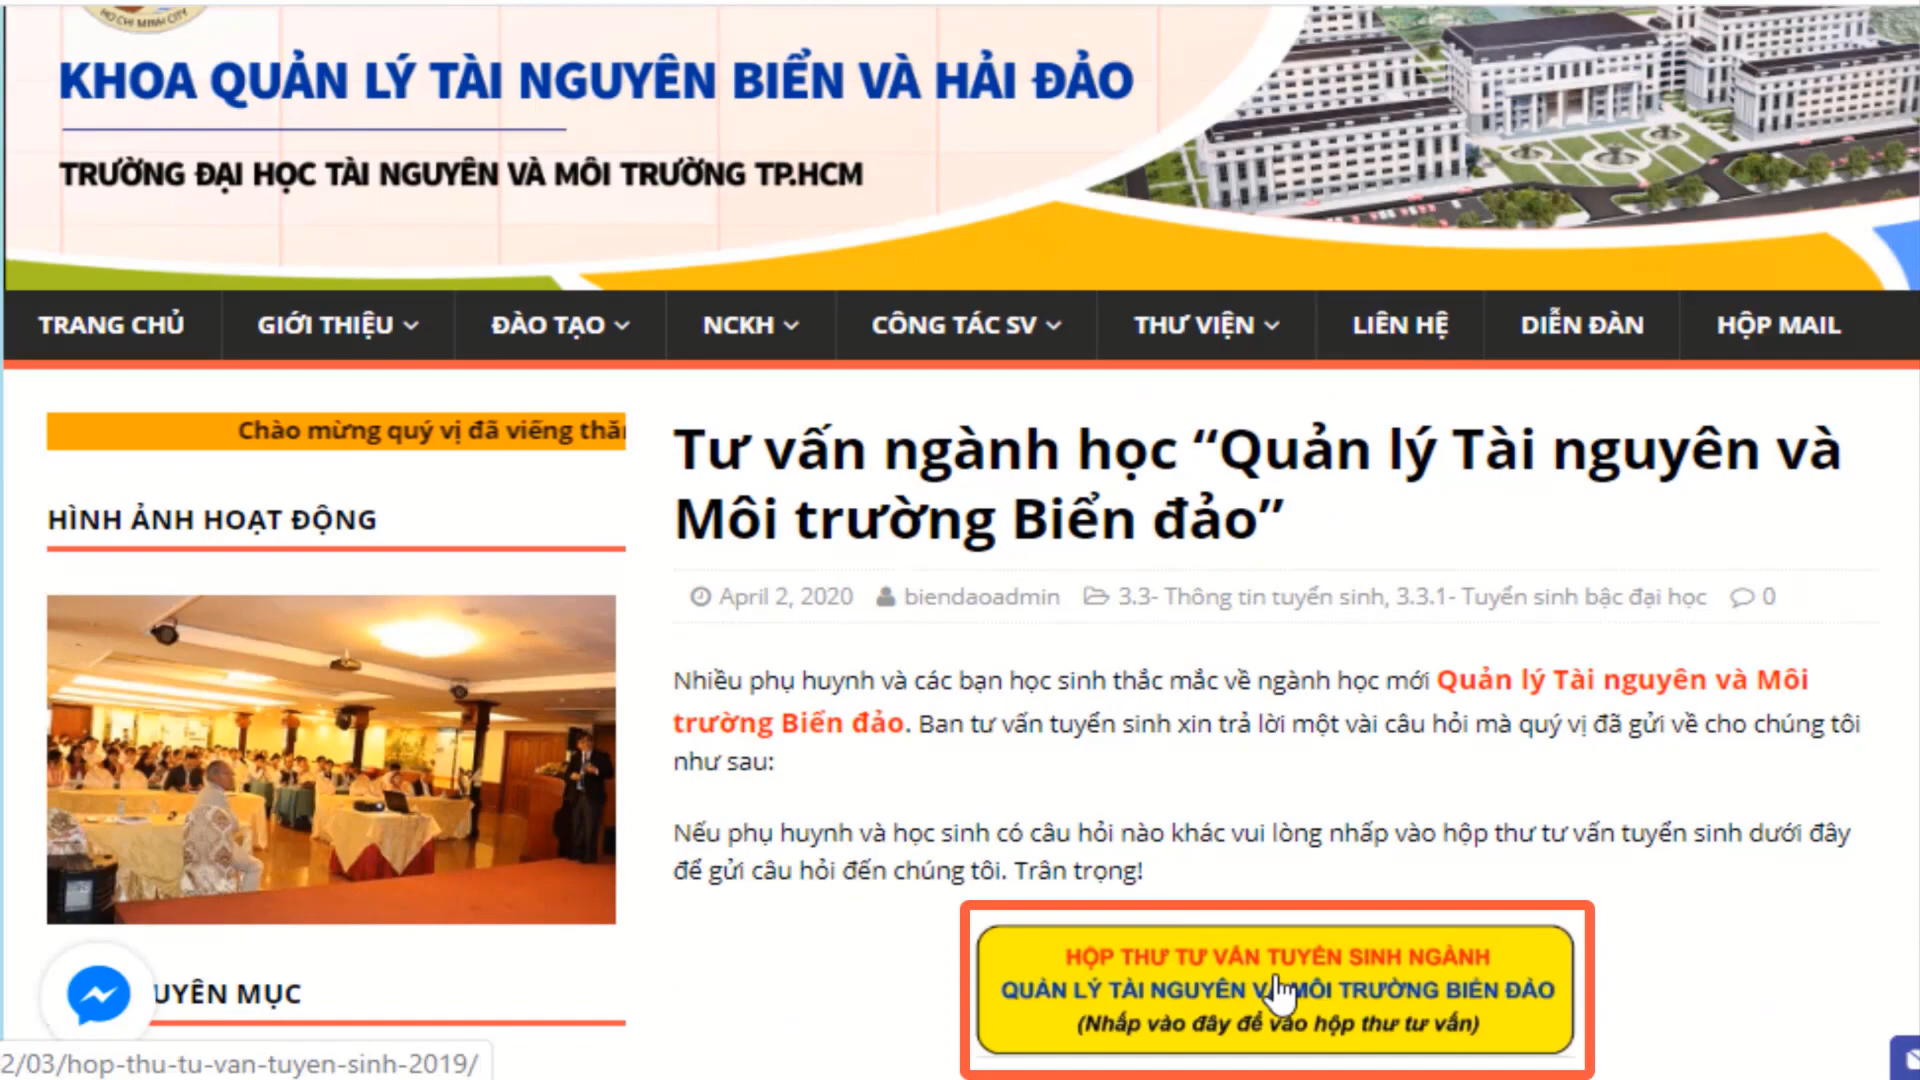 HO CHI MINH CITY
KHOA QUẢN LÝ TÀI NGUYÊN BIỂN VÀ HẢI ĐẢO
TRƯỜNG ĐẠI HỌC TÀI NGUYÊN VÀ MÔI TRƯỜNG TP.HCM
TRANG CHỦ GIỚI THIỆU ĐÀO TẠO NCKH CÔNG TÁC SV THƯ VIỆN LIÊN HỆ DIỄN ĐÀN HỘP MAIL
Chào mừng quý vị đã viếng
HÌNH ẢNH HOẠT ĐỘNG
UYÊN MỤC
Tư vấn ngành học “Quản lý Tài nguyên và
Môi trường Biển đảo”
April 2, 2020 biendaoadmin 3.3- Thông tin tuyển sinh, 3.3.1- Tuyển sinh bậc đại học 0
Nhiều phụ huynh và các bạn học sinh thắc mắc về ngành học mới Quản lý Tài nguyên và Môi
trường Biển đảo. Ban tư vấn tuyển sinh xin trả lời một vài câu hỏi mà quý vị đã gửi về cho chúng tôi
như sau:
Nếu phụ huynh và học sinh có câu hỏi nào khác vui lòng nhấp vào hộp thư tư vấn tuyển sinh dưới đây
để gửi câu hỏi đến chúng tôi. Trân trọng!
HỘP THƯ TƯ VẤN TUYỂN SINH NGÀNH
QUẢN LÝ TÀI NGUYÊN VÀ MÔI TRƯỜNG BIỂN ĐẢO
(Nhấp vào đây để vào hộp thư tư vấn)
2/03/hop-thu-tu-van-tuyen-sinh-2019/